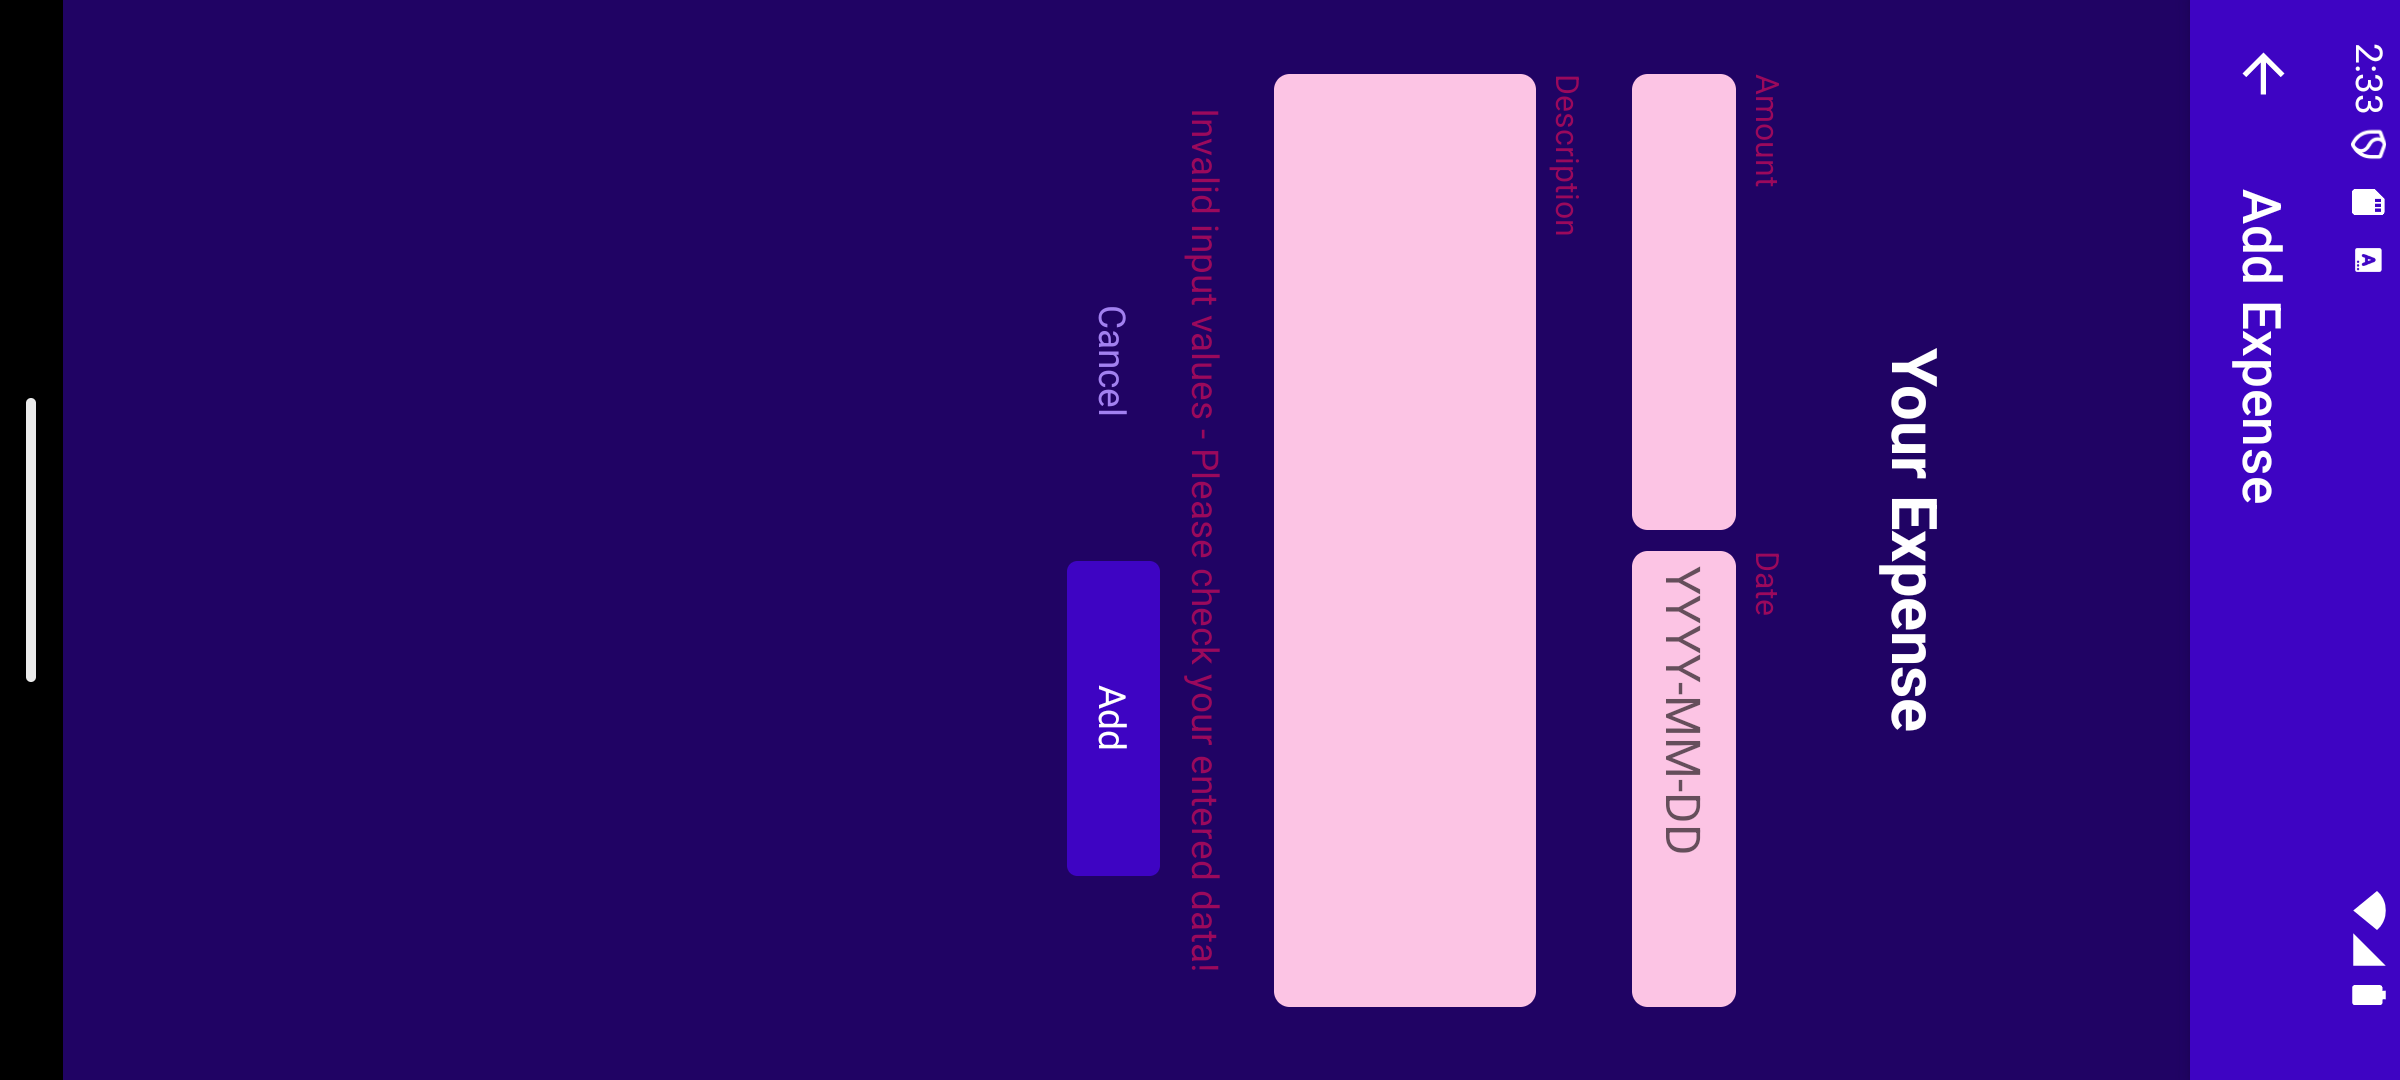 2:33
Add Expense
Your Expense
Amount Date
YYYY-MM-DD
Description
Invalid input values - Please check your entered data!
Cancel Add